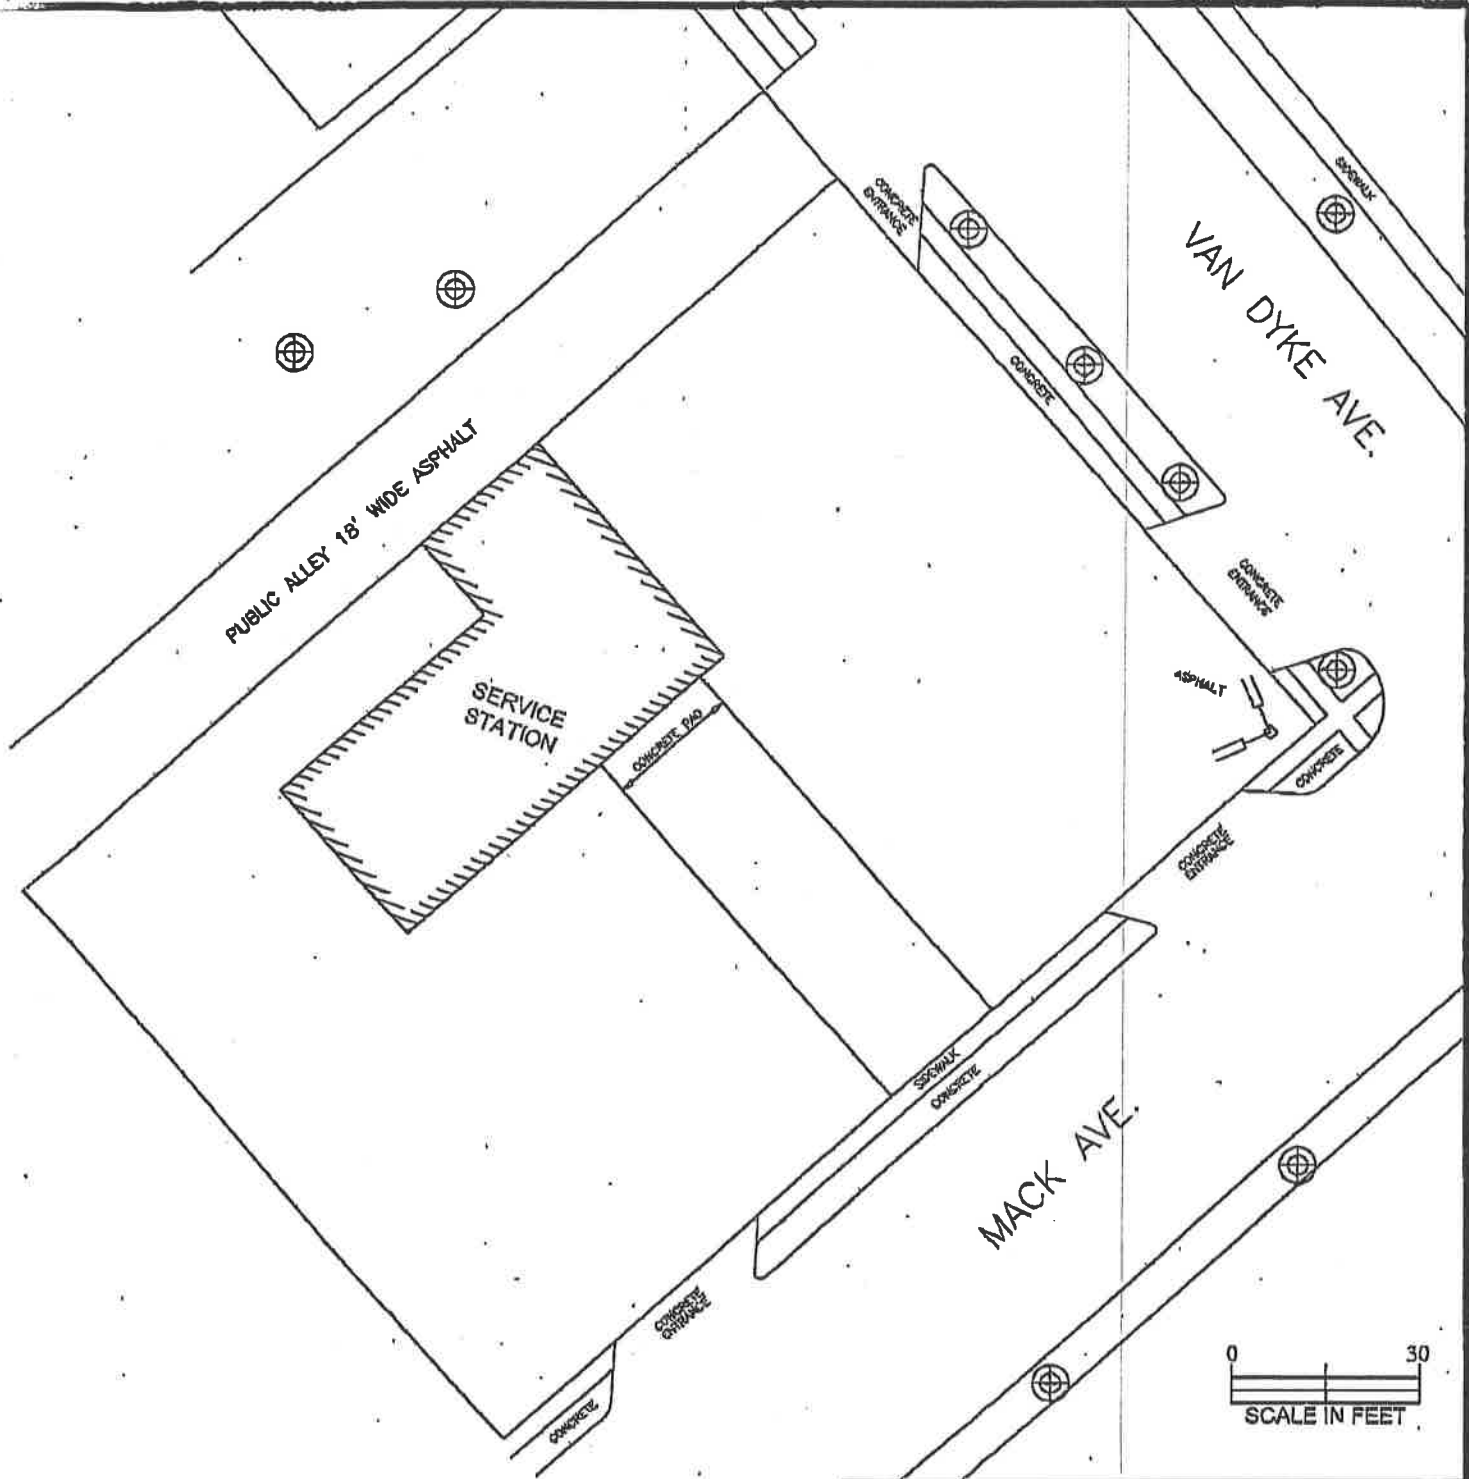 SIDEWALK
CONCRETE
ENTRANCE
VAN DYKE AVE.
CONCRETE
PUBLIC ALLEY 18' WIDE ASPHALT
CONCRETE
ENTRANCE
ASPHALT
SERVICE
STATION
CONCRETE PAD
CONCRETE
CONCRETE
ENTRANCE
SIDEWALK
CONCRETE
MACK AVE.
CONCRETE
ENTRANCE
CONCRETE
0 30
SCALE IN FEET